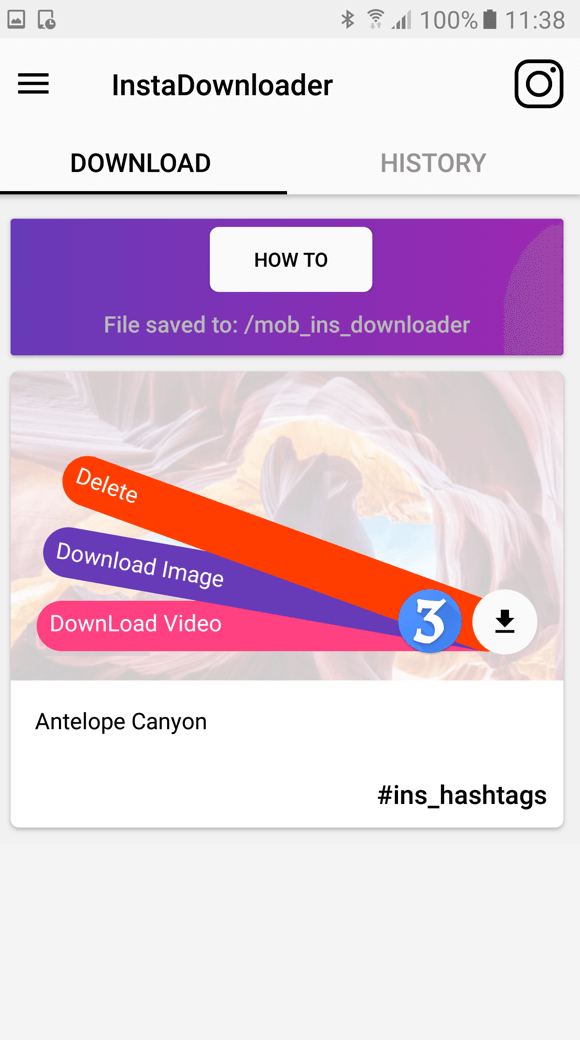 100% 11:38
InstaDownloader
DOWNLOAD HISTORY
HOW TO
File saved to: /mob_ins_downloader
Delete
Download Image
DownLoad Video
3
Antelope Canyon
#ins_hashtags